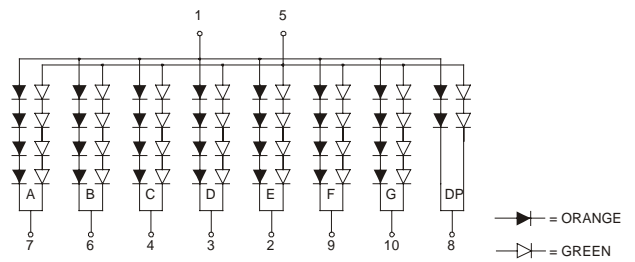 1 5
A B C D E F G DP
7 6 4 3 2 9 10 8
= ORANGE
= GREEN